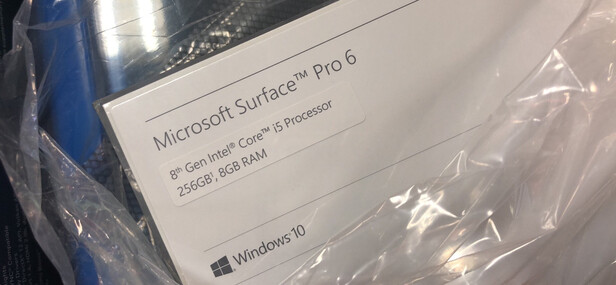 Microsoft Surface™ Pro 6
8th Gen Intel® Core™ i5 Processor
256GB¹, 8GB RAM
Windows 10